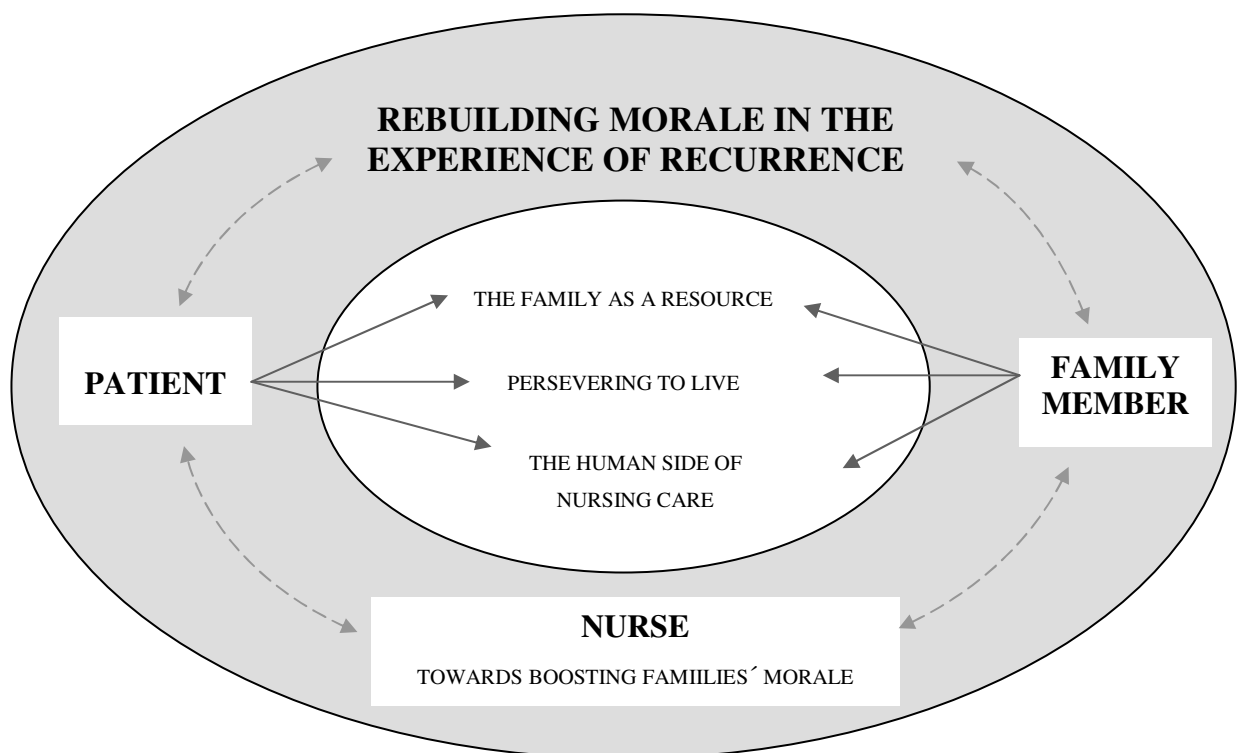 REBUILDING MORALE IN THE
EXPERIENCE OF RECURRENCE
THE FAMILY AS A RESOURCE
PATIENT
PERSEVERING TO LIVE
FAMILY
MEMBER
THE HUMAN SIDE OF
NURSING CARE
NURSE
TOWARDS BOOSTING FAMIILIES´ MORALE